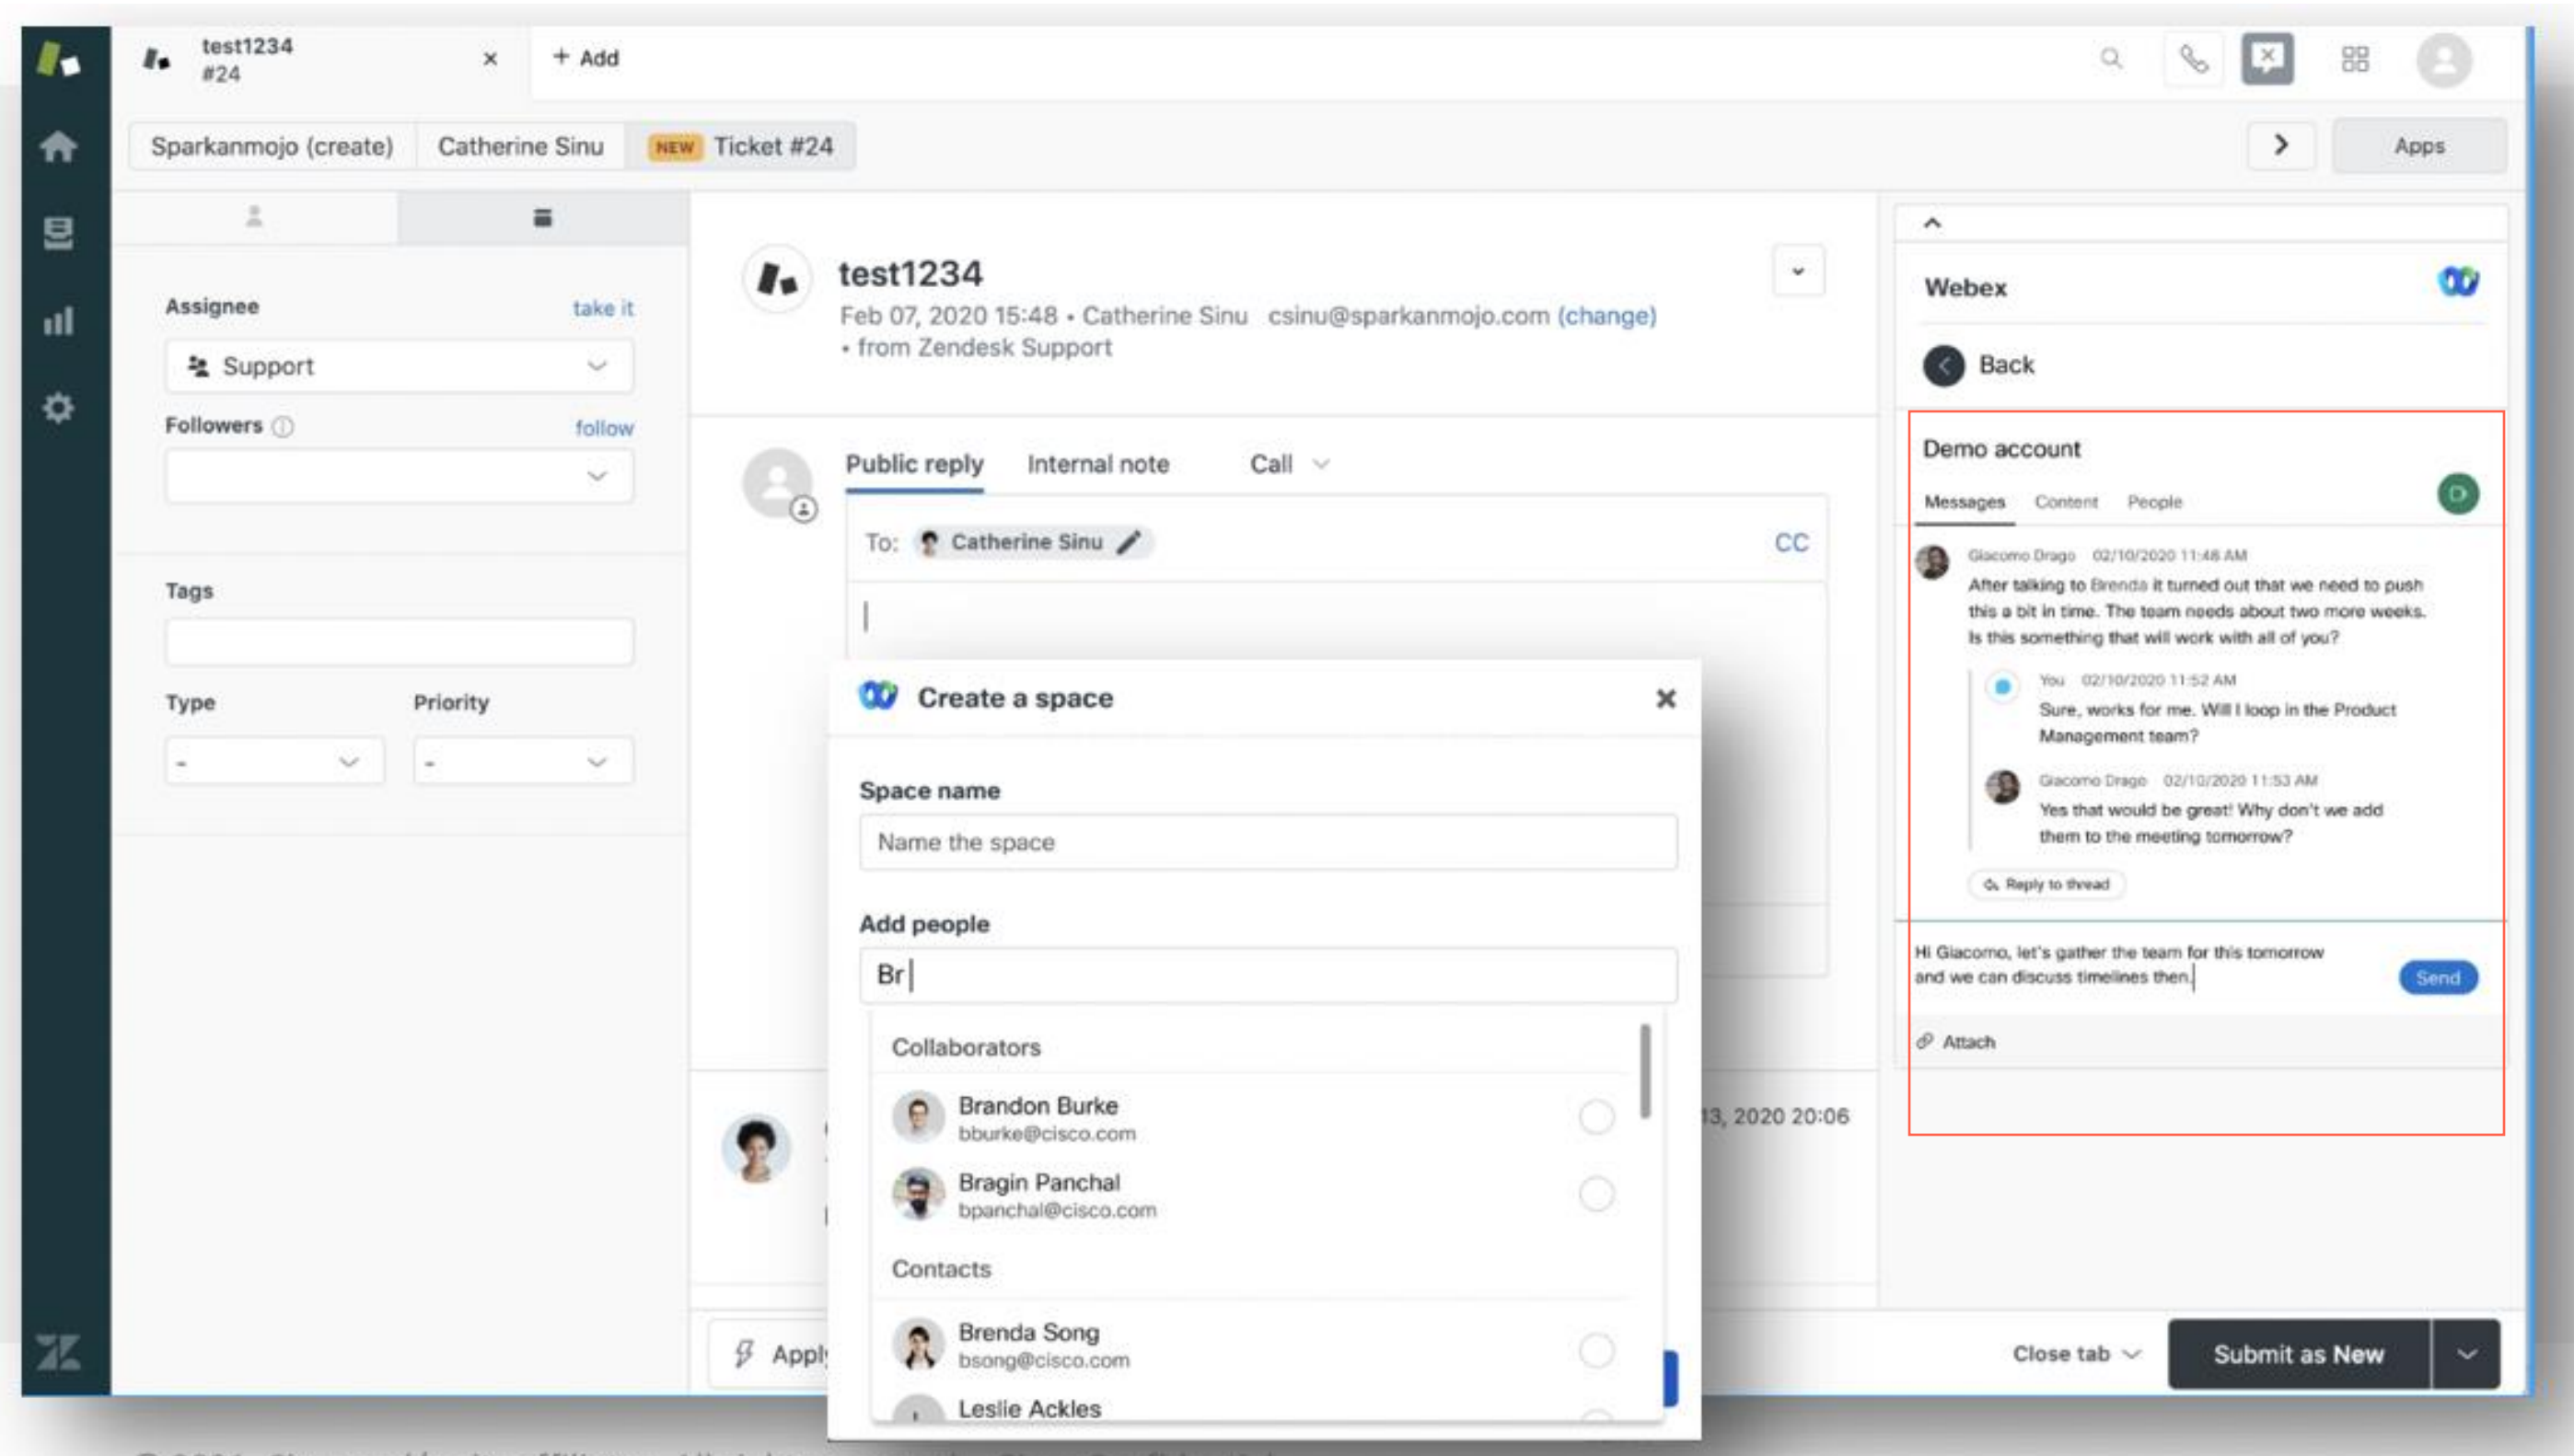 test1234
#24
+ Add
Sparkanmojo (create)
Catherine Sinu
NEW Ticket #24
Apps
Assignee
take it
Support
Followers
follow
Tags
Type
Priority
-
-
test1234
Feb 07, 2020 15:48 • Catherine Sinu csinu@sparkanmojo.com (change)
• from Zendesk Support
Public reply
Internal note
Call
To: Catherine Sinu
CC
13, 2020 20:06
Create a space
Space name
Name the space
Add people
Br
Collaborators
Brandon Burke
bburke@cisco.com
Bragin Panchal
bpanchal@cisco.com
Contacts
Brenda Song
bsong@cisco.com
Leslie Ackles
Webex
Back
Demo account
Messages
Content
People
D
Giacomo Drago 02/10/2020 11:48 AM
After talking to Brenda it turned out that we need to push
this a bit in time. The team needs about two more weeks.
Is this something that will work with all of you?
You 02/10/2020 11:52 AM
Sure, works for me. Will I loop in the Product
Management team?
Giacomo Drago 02/10/2020 11:53 AM
Yes that would be great! Why don't we add
them to the meeting tomorrow?
Reply to thread
Hi Giacomo, let's gather the team for this tomorrow
and we can discuss timelines then.
Send
Attach
Close tab
Submit as New